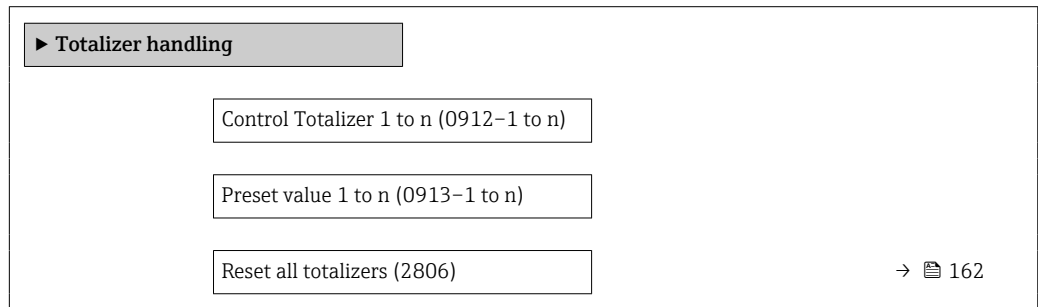 ► Totalizer handling
Control Totalizer 1 to n (0912–1 to n)
Preset value 1 to n (0913–1 to n)
Reset all totalizers (2806) → 162